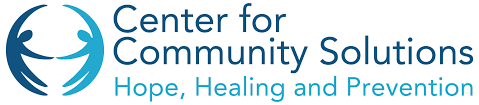 Center for
Community Solutions
Hope, Healing and Prevention